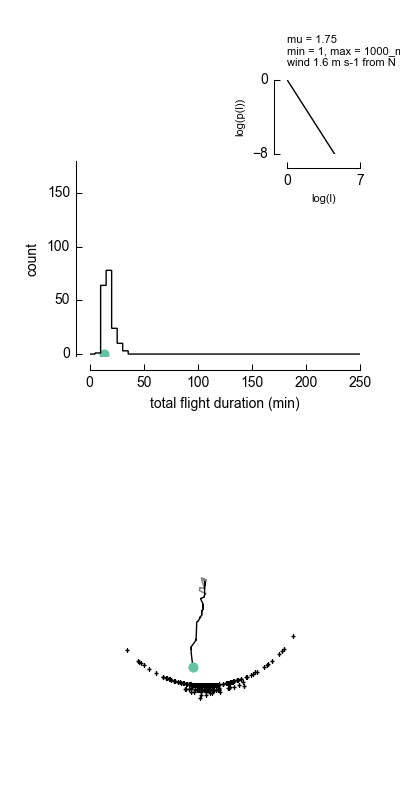 mu = 1.75
min = 1, max = 1000_m
wind 1.6 m s-1 from N
0
log(p(l))
−8
0 7
log(l)
150
100
count
50
0
0 50 100 150 200 250
total flight duration (min)